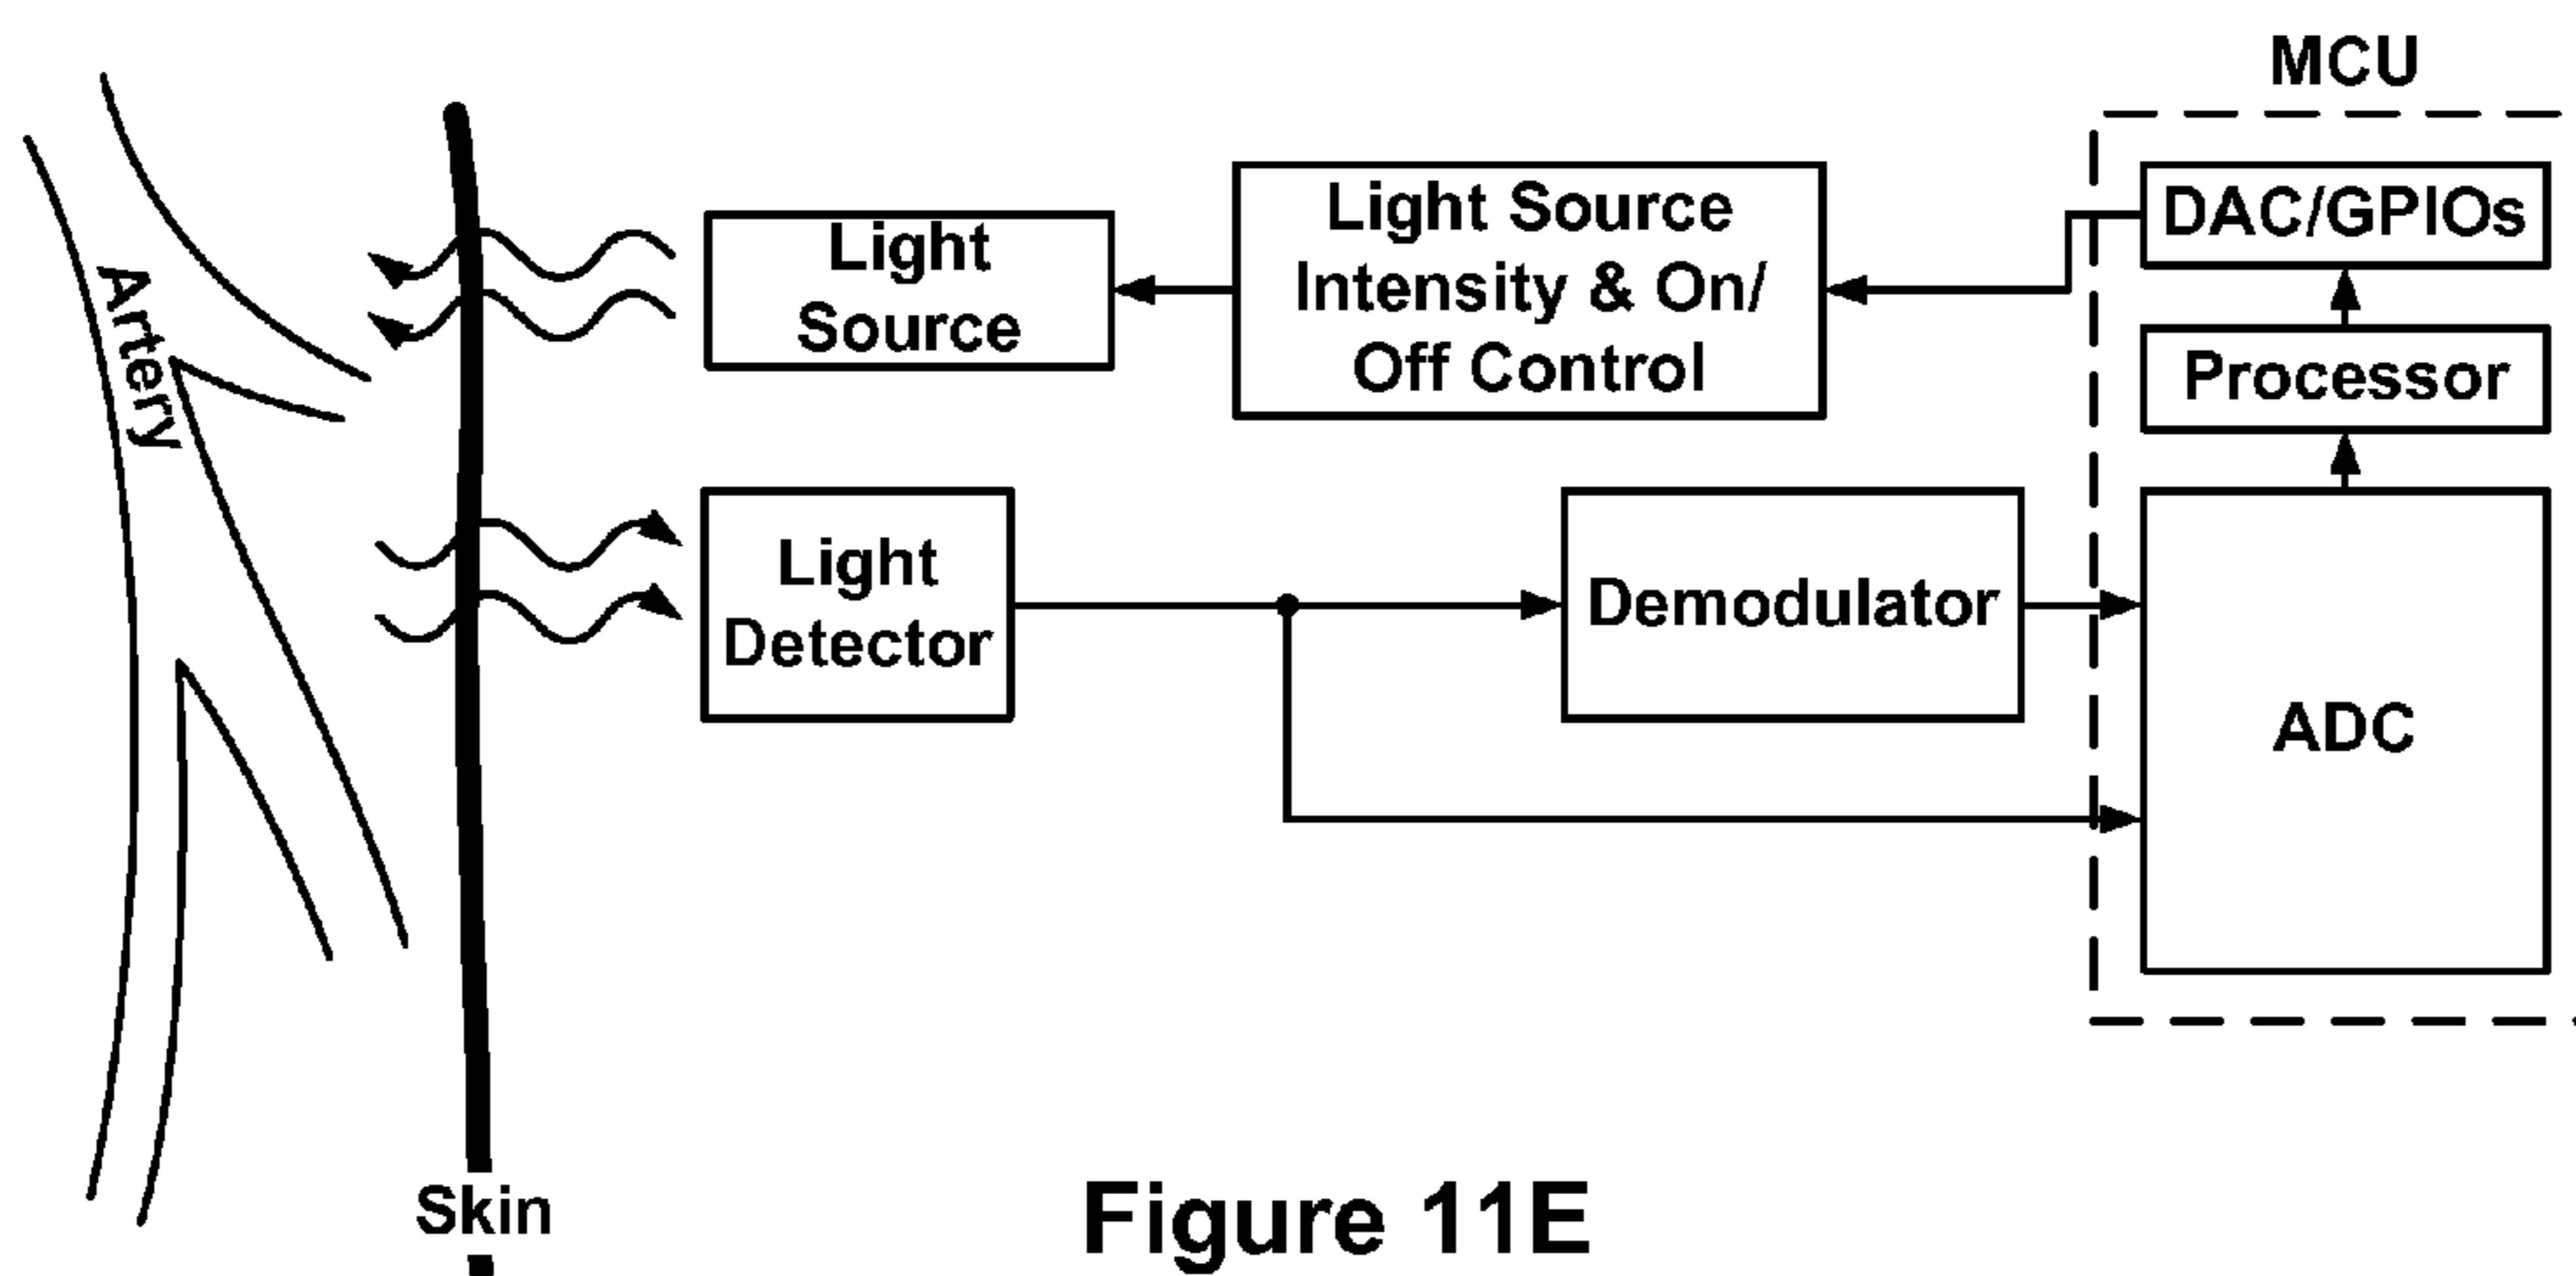 MCU
Light Source
Intensity & On/
Off Control
DAC/GPIOs
Light
Source
Artery
Processor
Light
Detector
Demodulator
ADC
Skin
Figure 11E